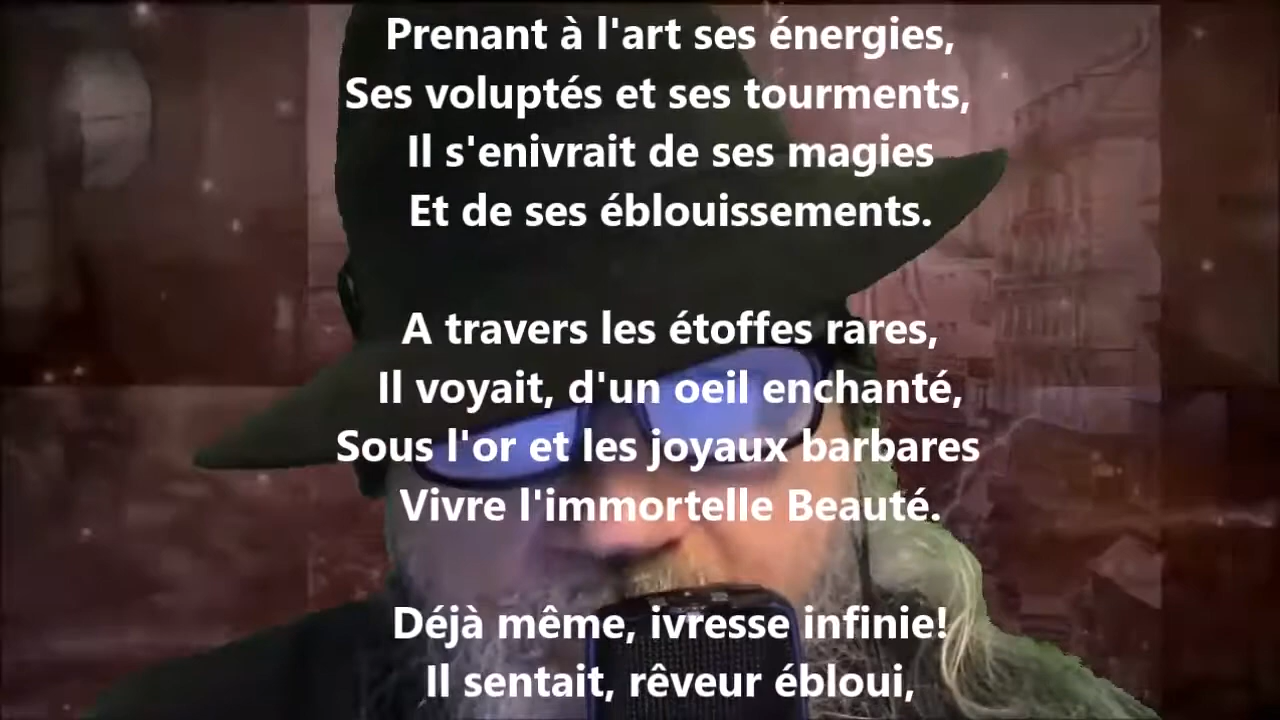 Prenant à l'art ses énergies,
Ses voluptés et ses tourments,
Il s'enivrait de ses magies
Et de ses éblouissements.
A travers les étoffes rares,
Il voyait, d'un oeil enchanté,
Sous l'or et les joyaux barbares
Vivre l'immortelle Beauté.
Déjà même, ivresse infinie!
Il sentait, rêveur ébloui,